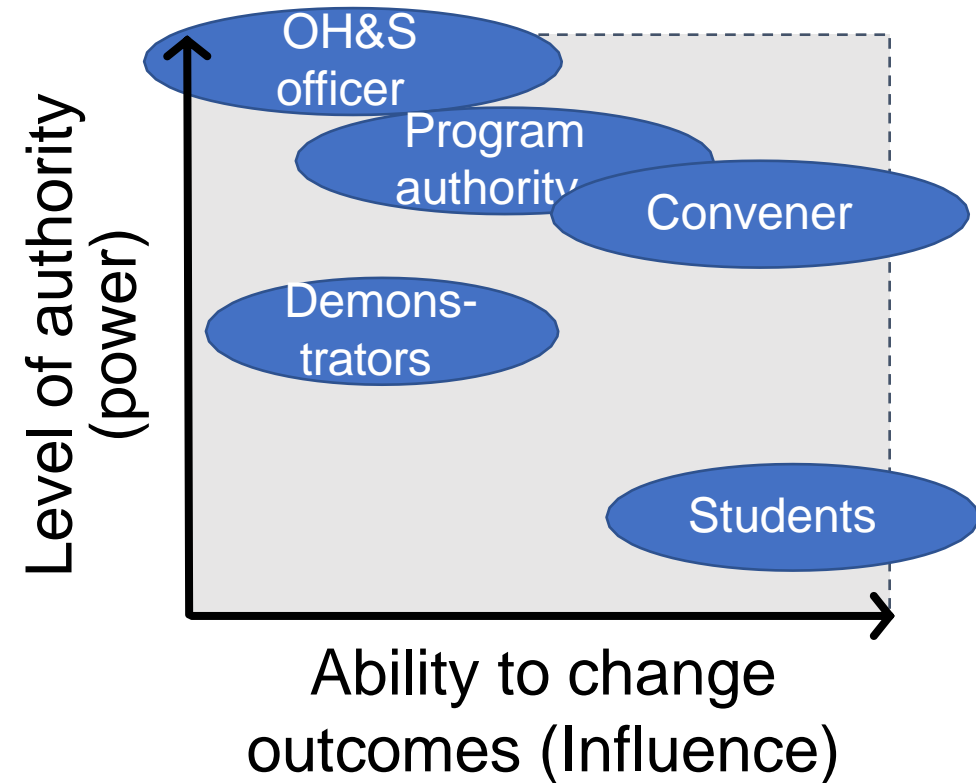 OH&S
officer
Program
authority
Convener
Demons-
trators
Students
Level of authority
(power)
Ability to change
outcomes (Influence)